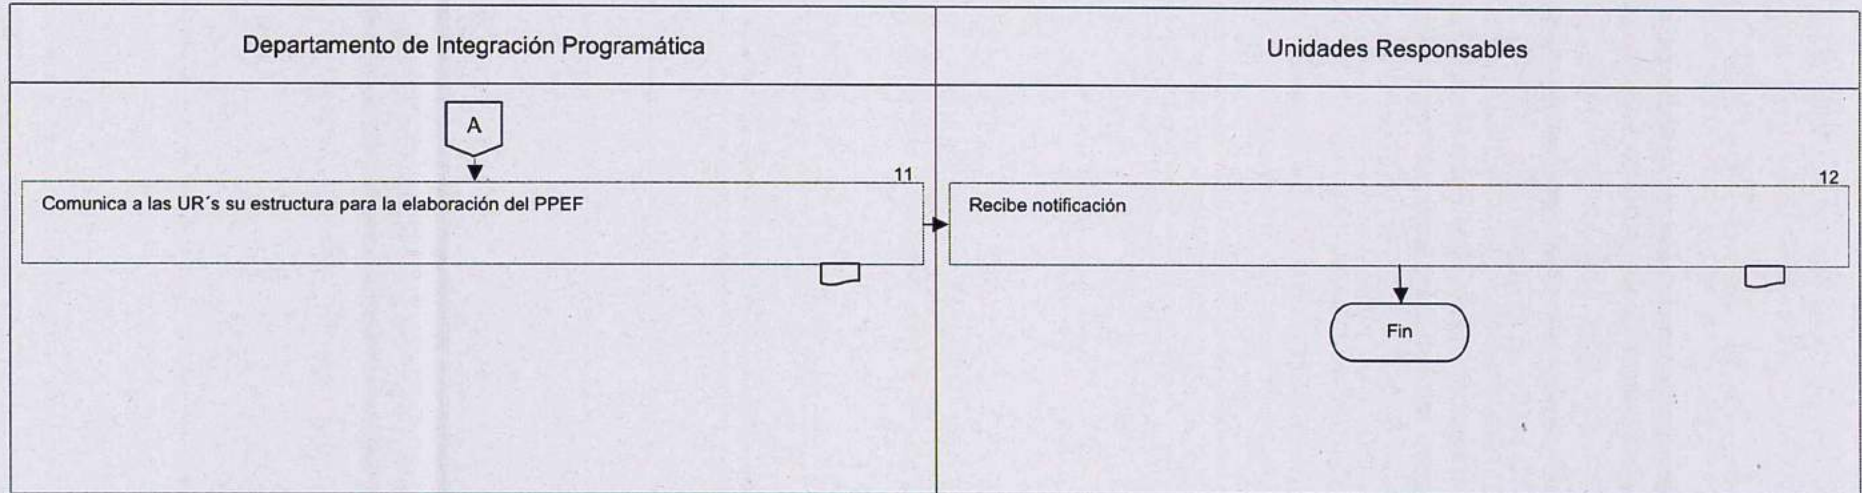 Departamento de Integración Programática
Unidades Responsables
A
11
Comunica a las UR´s su estructura para la elaboración del PPEF
12
Recibe notificación
Fin